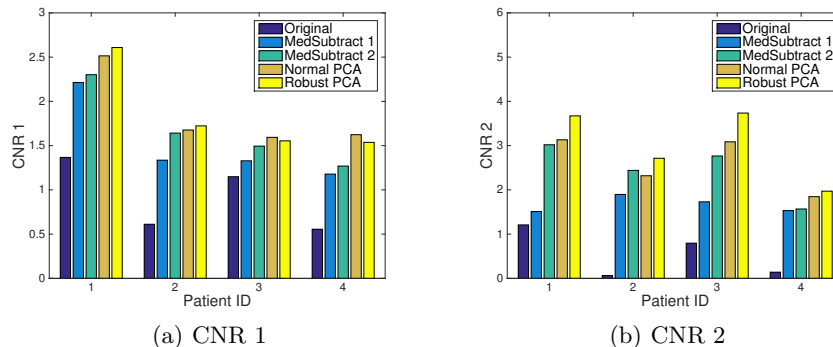 3
2.5
2
1.5
1
0.5
0
CNR 1
Original
MedSubtract 1
MedSubtract 2
Normal PCA
Robust PCA
1 2 3 4
Patient ID
(a) CNR 1
6
5
4
3
2
1
0
CNR 2
Original
MedSubtract 1
MedSubtract 2
Normal PCA
Robust PCA
1 2 3 4
Patient ID
(b) CNR 2